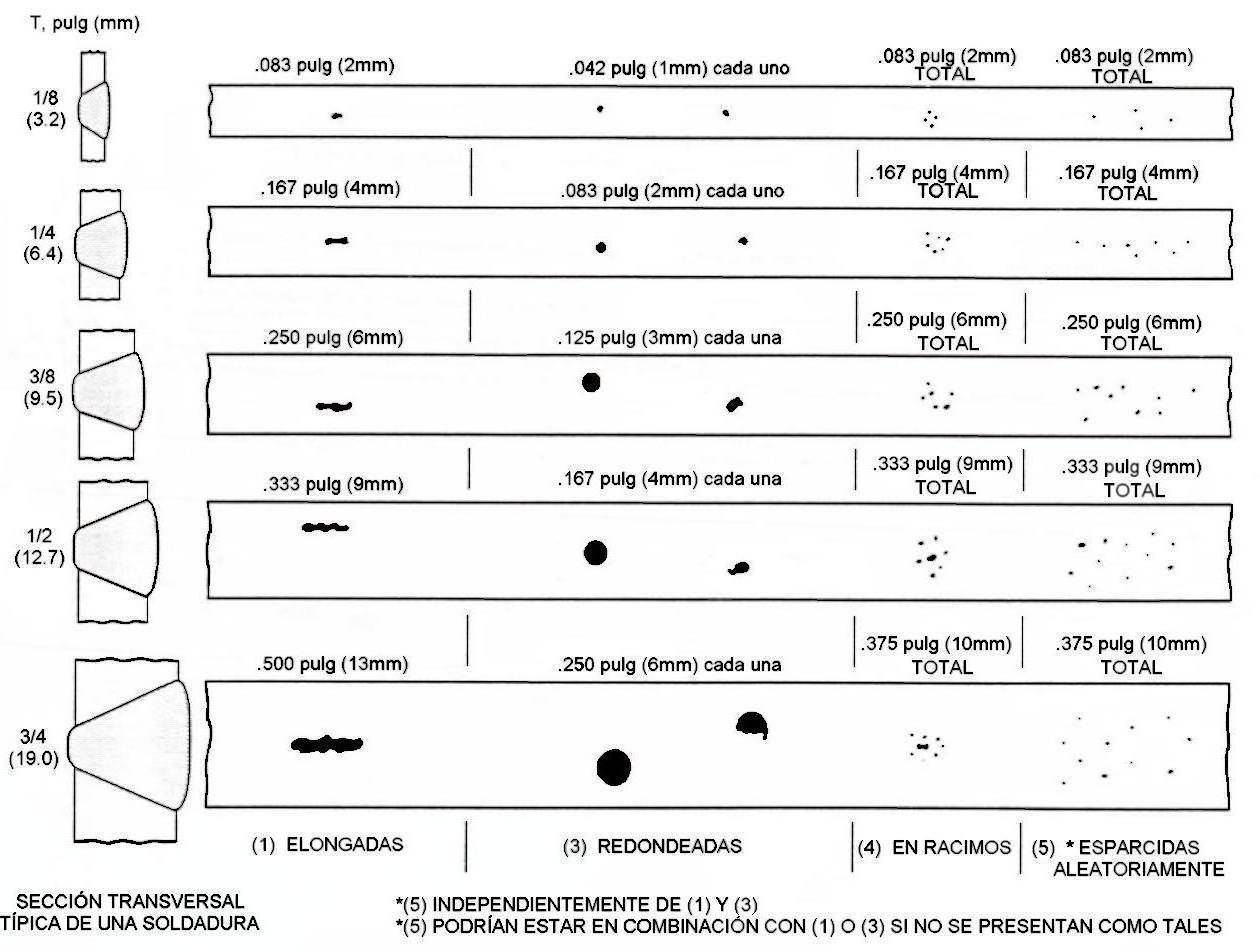 T, pulg (mm)
.083 pulg (2mm)
.042 pulg (1mm) cada uno
.083 pulg (2mm)
TOTAL
.083 pulg (2mm)
TOTAL
1/8
(3.2)
.167 pulg (4mm)
.083 pulg (2mm) cada uno
.167 pulg (4mm)
TOTAL
.167 pulg (4mm)
TOTAL
1/4
(6.4)
.250 pulg (6mm)
.125 pulg (3mm) cada una
.250 pulg (6mm)
TOTAL
.250 pulg (6mm)
TOTAL
3/8
(9.5)
.333 pulg (9mm)
.167 pulg (4mm) cada una
.333 pulg (9mm)
TOTAL
.333 pulg (9mm)
TOTAL
1/2
(12.7)
.500 pulg (13mm)
.250 pulg (6mm) cada una
.375 pulg (10mm)
TOTAL
.375 pulg (10mm)
TOTAL
3/4
(19.0)
(1) ELONGADAS
(3) REDONDEADAS
(4) EN RACIMOS
(5) * ESPARCIDAS
ALEATORIAMENTE
SECCIÓN TRANSVERSAL
TÍPICA DE UNA SOLDADURA
*(5) INDEPENDIENTEMENTE DE (1) Y (3)
*(5) PODRÍAN ESTAR EN COMBINACIÓN CON (1) O (3) SI NO SE PRESENTAN COMO TALES